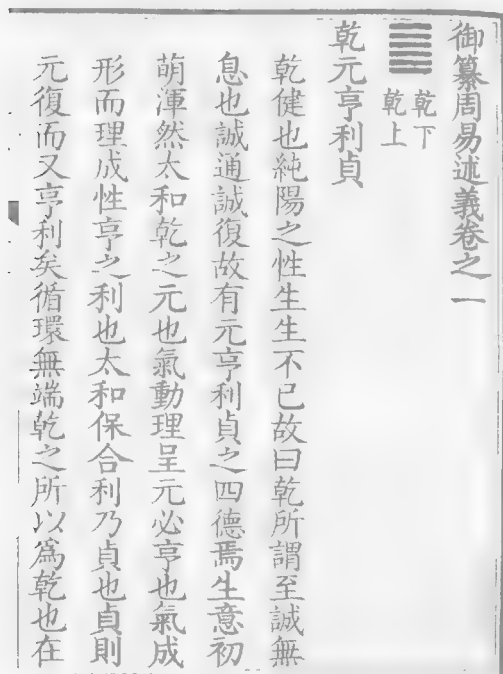 御纂周易述義卷之一
乾下
乾上
乾元亨利貞
乾健也純陽之性生生不已故曰乾所謂至誠無
息也誠通誠復故有元亨利貞之四德焉生意初
萌渾然太和乾之元也氣動理呈元必亨也氣成
形而理成性亨之利也太和保合利乃貞也貞則
元復而又亨利矣循環無端乾之所以爲乾也在